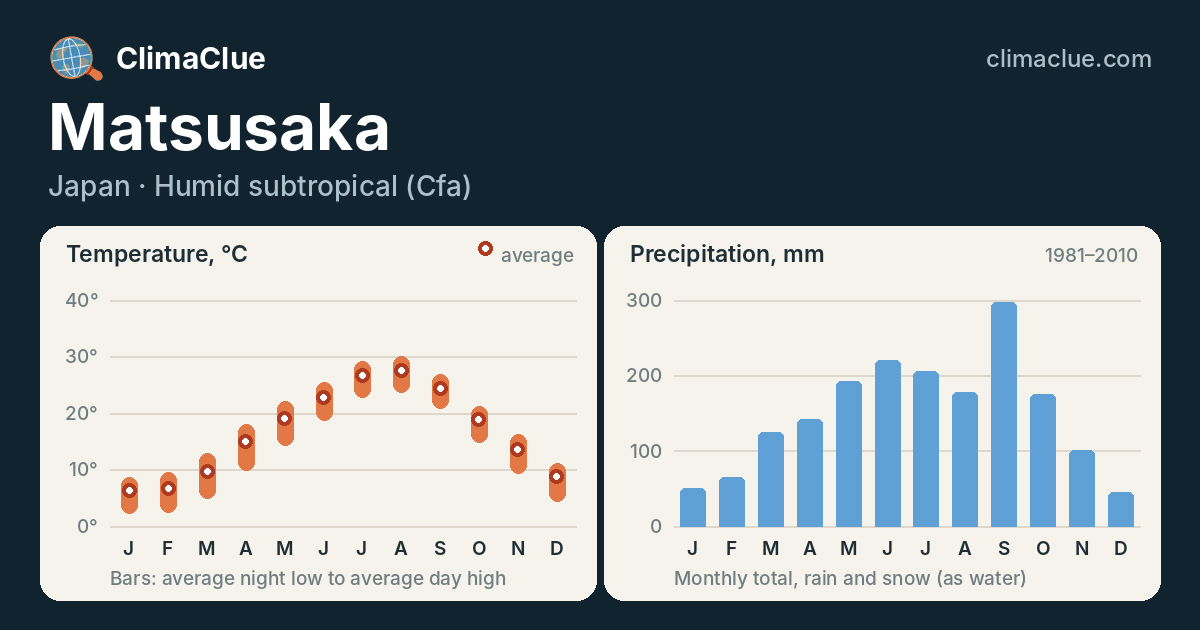 ClimaClue
climaclue.com
Matsusaka
Japan · Humid subtropical (Cfa)
Temperature, °C
average
40°
30°
20°
10°
0°
J F M A M J J A S O N D
Bars: average night low to average day high
Precipitation, mm
1981–2010
300
200
100
0
J F M A M J J A S O N D
Monthly total, rain and snow (as water)